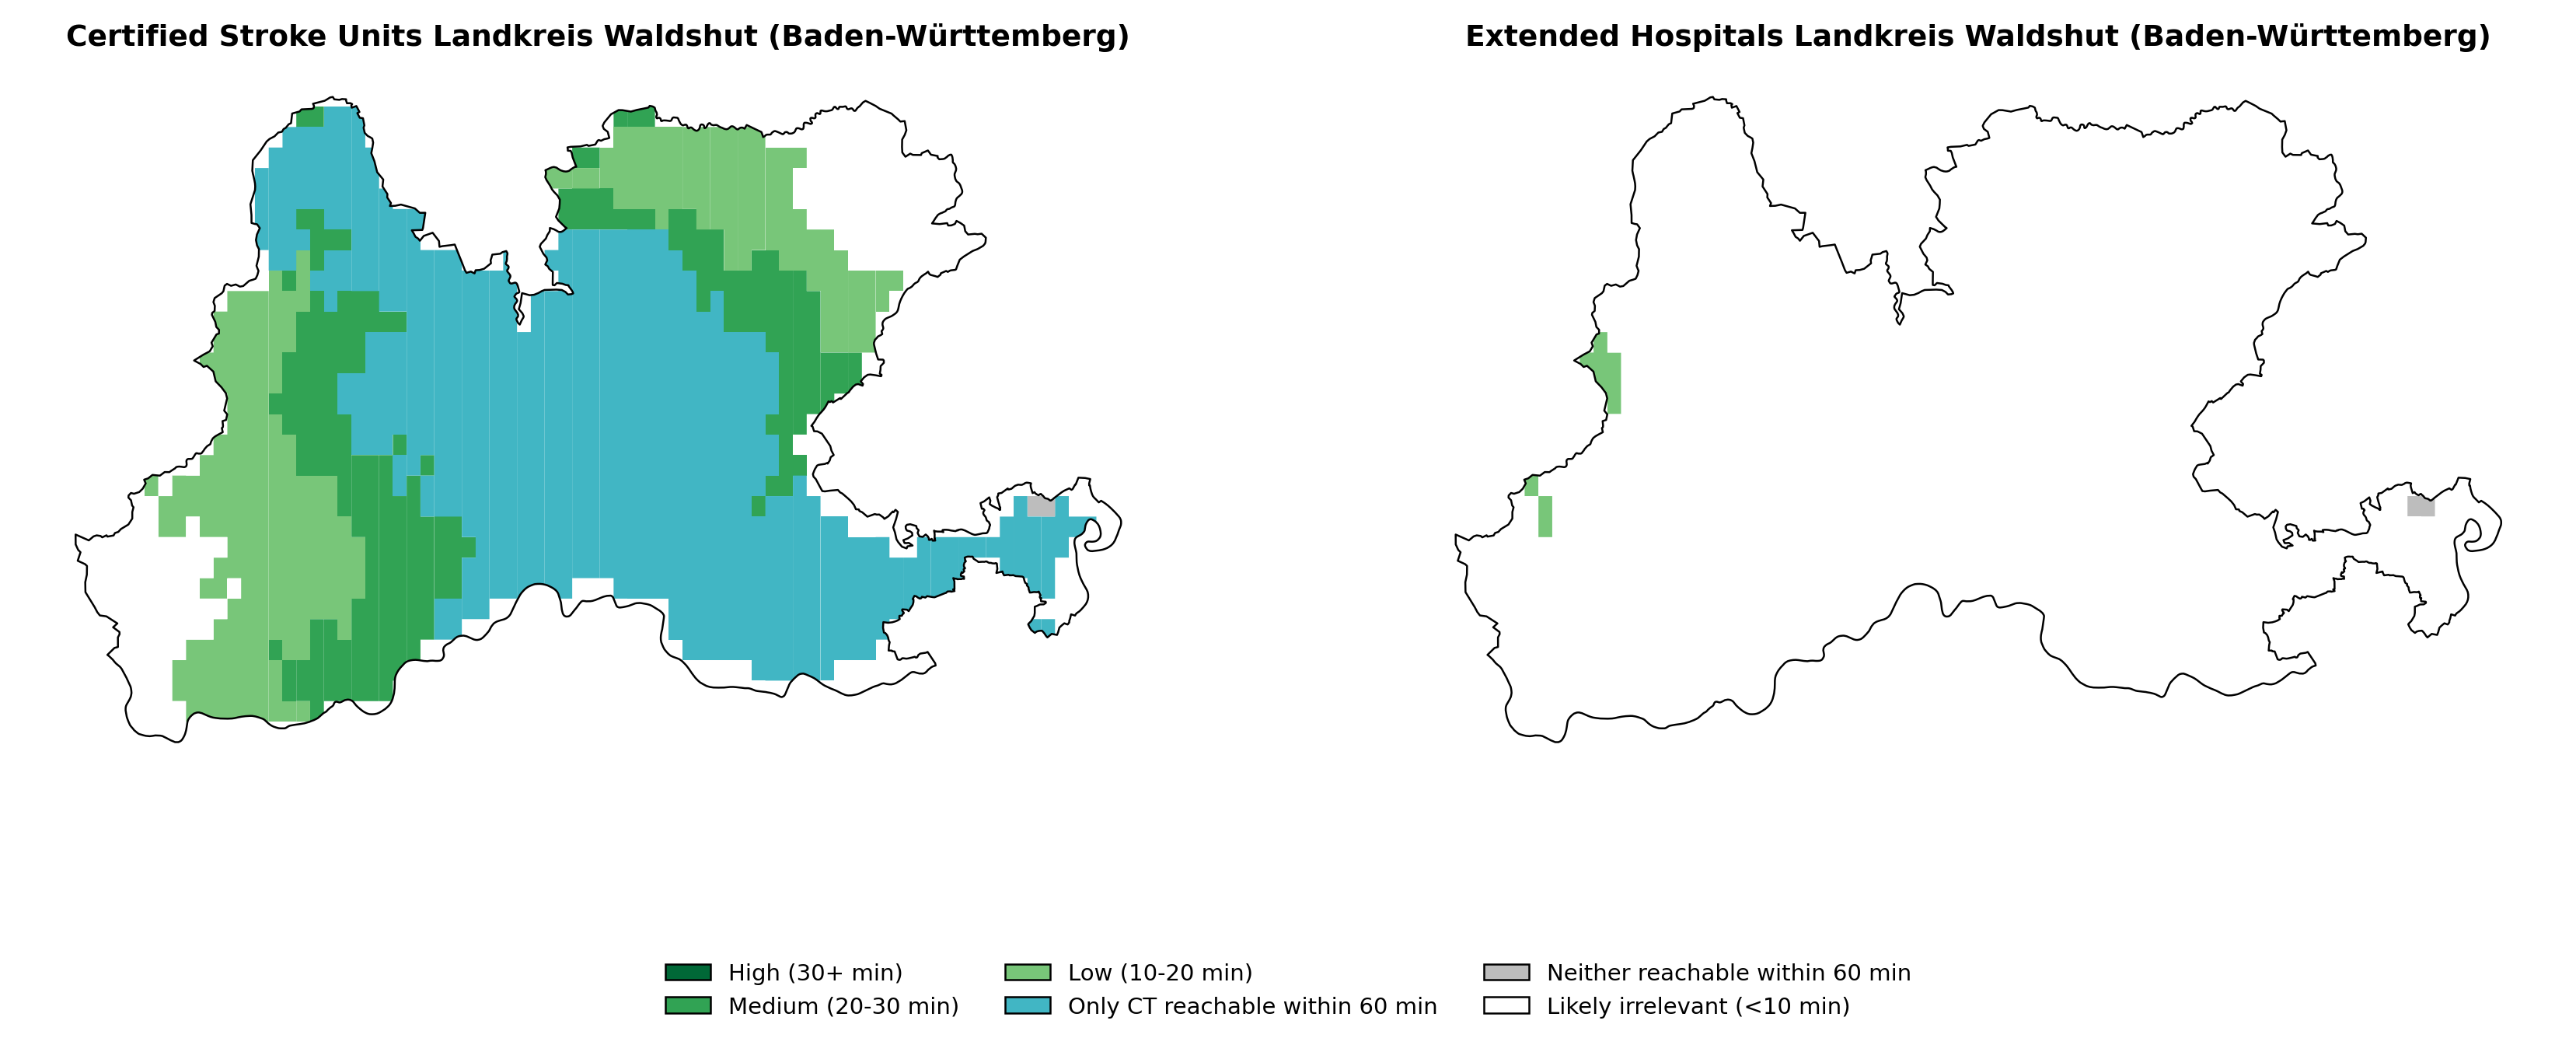 Certified Stroke Units Landkreis Waldshut (Baden-Württemberg)
Extended Hospitals Landkreis Waldshut (Baden-Württemberg)
High (30+ min)
Medium (20-30 min)
Low (10-20 min)
Only CT reachable within 60 min
Neither reachable within 60 min
Likely irrelevant (<10 min)